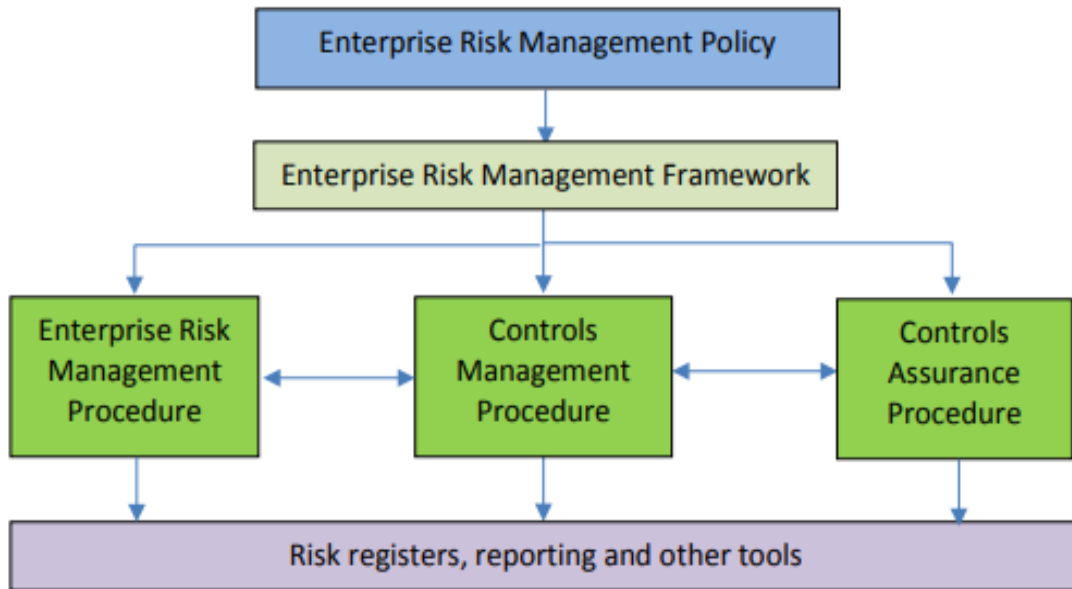 Enterprise Risk Management Policy
Enterprise Risk Management Framework
Enterprise Risk
Management
Procedure
Controls
Management
Procedure
Controls
Assurance
Procedure
Risk registers, reporting and other tools